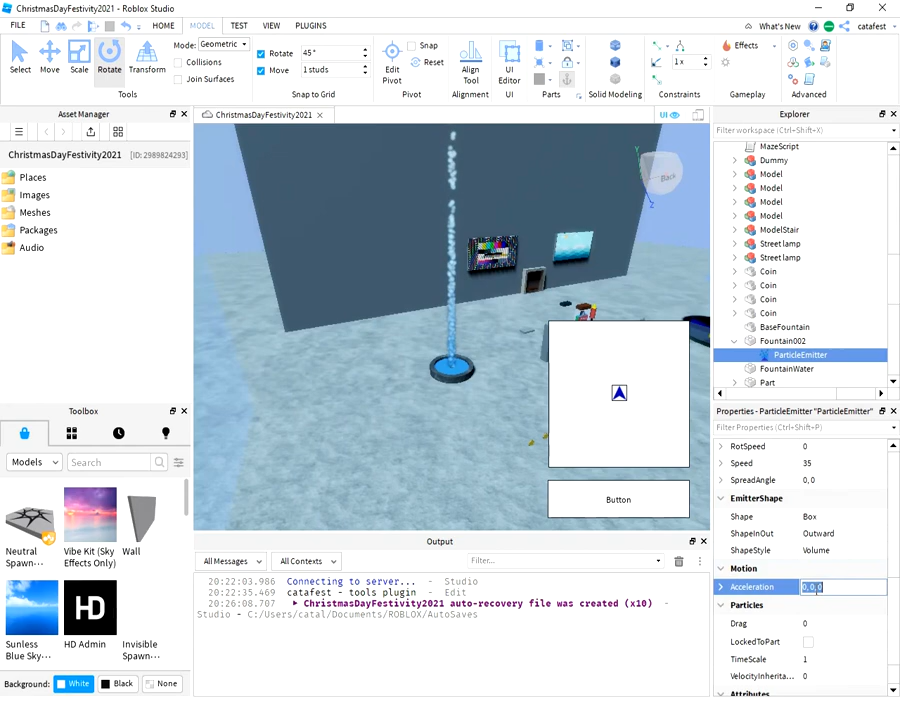 ChristmasDayFestivity2021 - Roblox Studio
FILE HOME MODEL TEST VIEW PLUGINS What's New catafest
Select Move Scale Rotate Transform
Mode: Geometric
Collisions
Join Surfaces
Tools
Rotate 45°
Move 1 studs
Snap to Grid
Edit Pivot
Snap
Reset
Pivot
Align Tool
Alignment
UI Editor
UI
Parts
Solid Modeling
1 x
Constraints
Effects
Gameplay
Advanced
Asset Manager
ChristmasDayFestivity2021 [ID: 2989824293]
Places
Images
Meshes
Packages
Audio
Toolbox
Models Search
Neutral Spawn-··
Vibe Kit (Sky Effects Only)
Wall
Sunless Blue Sky-··
HD
HD Admin
Invisible Spawn-··
Background: White Black None
ChristmasDayFestivity2021
UI
Y
Back
Z
Button
Output
All Messages All Contexts Filter...
20:22:03.986 Connecting to server... - Studio
20:22:35.469 catafest - tools plugin - Edit
20:26:08.707 ChristmasDayFestivity2021 auto-recovery file was created (x10) -
Studio - C:/Users/catal/Documents/ROBLOX/AutoSaves
Explorer
Filter workspace (Ctrl+Shift+X)
MazeScript
Dummy
Model
Model
Model
Model
ModelStair
Street lamp
Street lamp
Coin
Coin
Coin
Coin
BaseFountain
Fountain002
ParticleEmitter
FountainWater
Part
Properties - ParticleEmitter "ParticleEmitter"
Filter Properties (Ctrl+Shift+P)
RotSpeed 0
Speed 35
SpreadAngle 0, 0
EmitterShape
Shape Box
ShapeInOut Outward
ShapeStyle Volume
Motion
Acceleration 0, 0, 0
Particles
Drag 0
LockedToPart
TimeScale 1
VelocityInherita... 0
Attributes